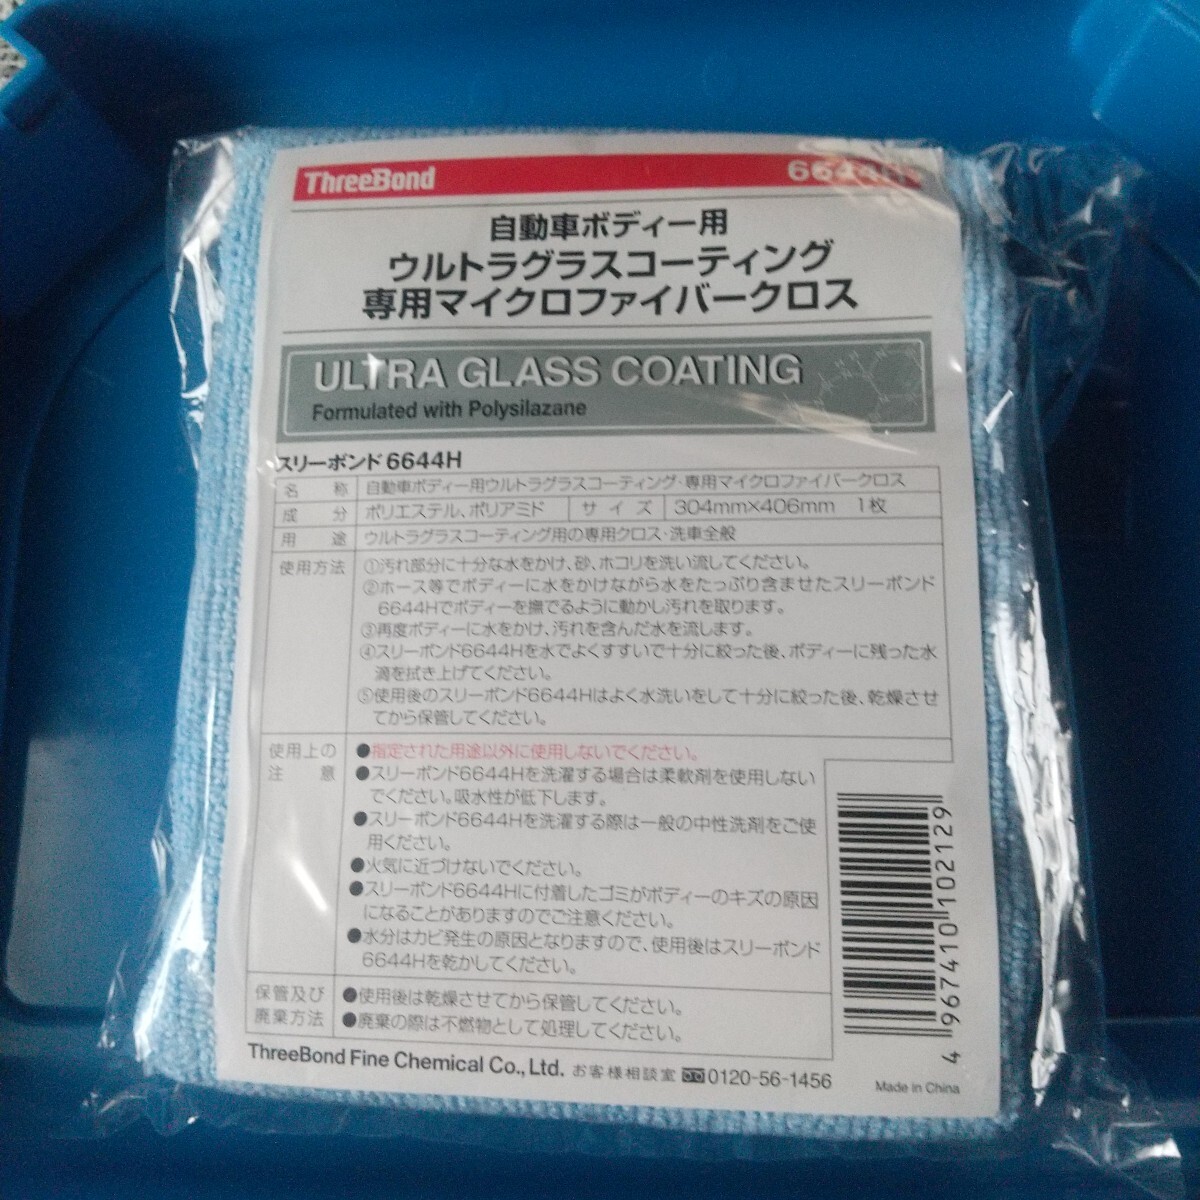 ThreeBond 6644H
自動車ボディー用
ウルトラグラスコーティング
専用マイクロファイバークロス
ULTRA GLASS COATING
Formulated with Polysilazane
スリーボンド6644H
名 称 自動車ボディー用ウルトラグラスコーティング・専用マイクロファイバークロス
成 分 ポリエステル、ポリアミド サ イ ズ 304mm×406mm 1枚
用 途 ウルトラグラスコーティング用の専用クロス・洗車全般
使用方法 ①汚れ部分に十分な水をかけ、砂、ホコリを洗い流してください。
②ホース等でボディーに水をかけながら水をたっぷり含ませたスリーボンド
6644Hでボディーを撫でるように動かし汚れを取ります。
③再度ボディーに水をかけ、汚れを含んだ水を流します。
④スリーボンド6644Hを水でよくすすいで十分に絞った後、ボディーに残った水
滴を拭き上げてください。
⑤使用後のスリーボンド6644Hはよく水洗いをして十分に絞った後、乾燥させ
てから保管してください。
使用上の ●指定された用途以外に使用しないでください。
注 意 ●スリーボンド6644Hを洗濯する場合は柔軟剤を使用しない
でください。吸水性が低下します。
●スリーボンド6644Hを洗濯する際は一般の中性洗剤をご使
用ください。
●火気に近づけないでください。
●スリーボンド6644Hに付着したゴミがボディーのキズの原因
になることがありますのでご注意ください。
●水分はカビ発生の原因となりますので、使用後はスリーボンド
6644Hを乾かしてください。
保管及び ●使用後は乾燥させてから保管してください。
廃棄方法 ●廃棄の際は不燃物として処理してください。
4 967410 102129
ThreeBond Fine Chemical Co., Ltd. お客様相談室 0120-56-1456
Made in China